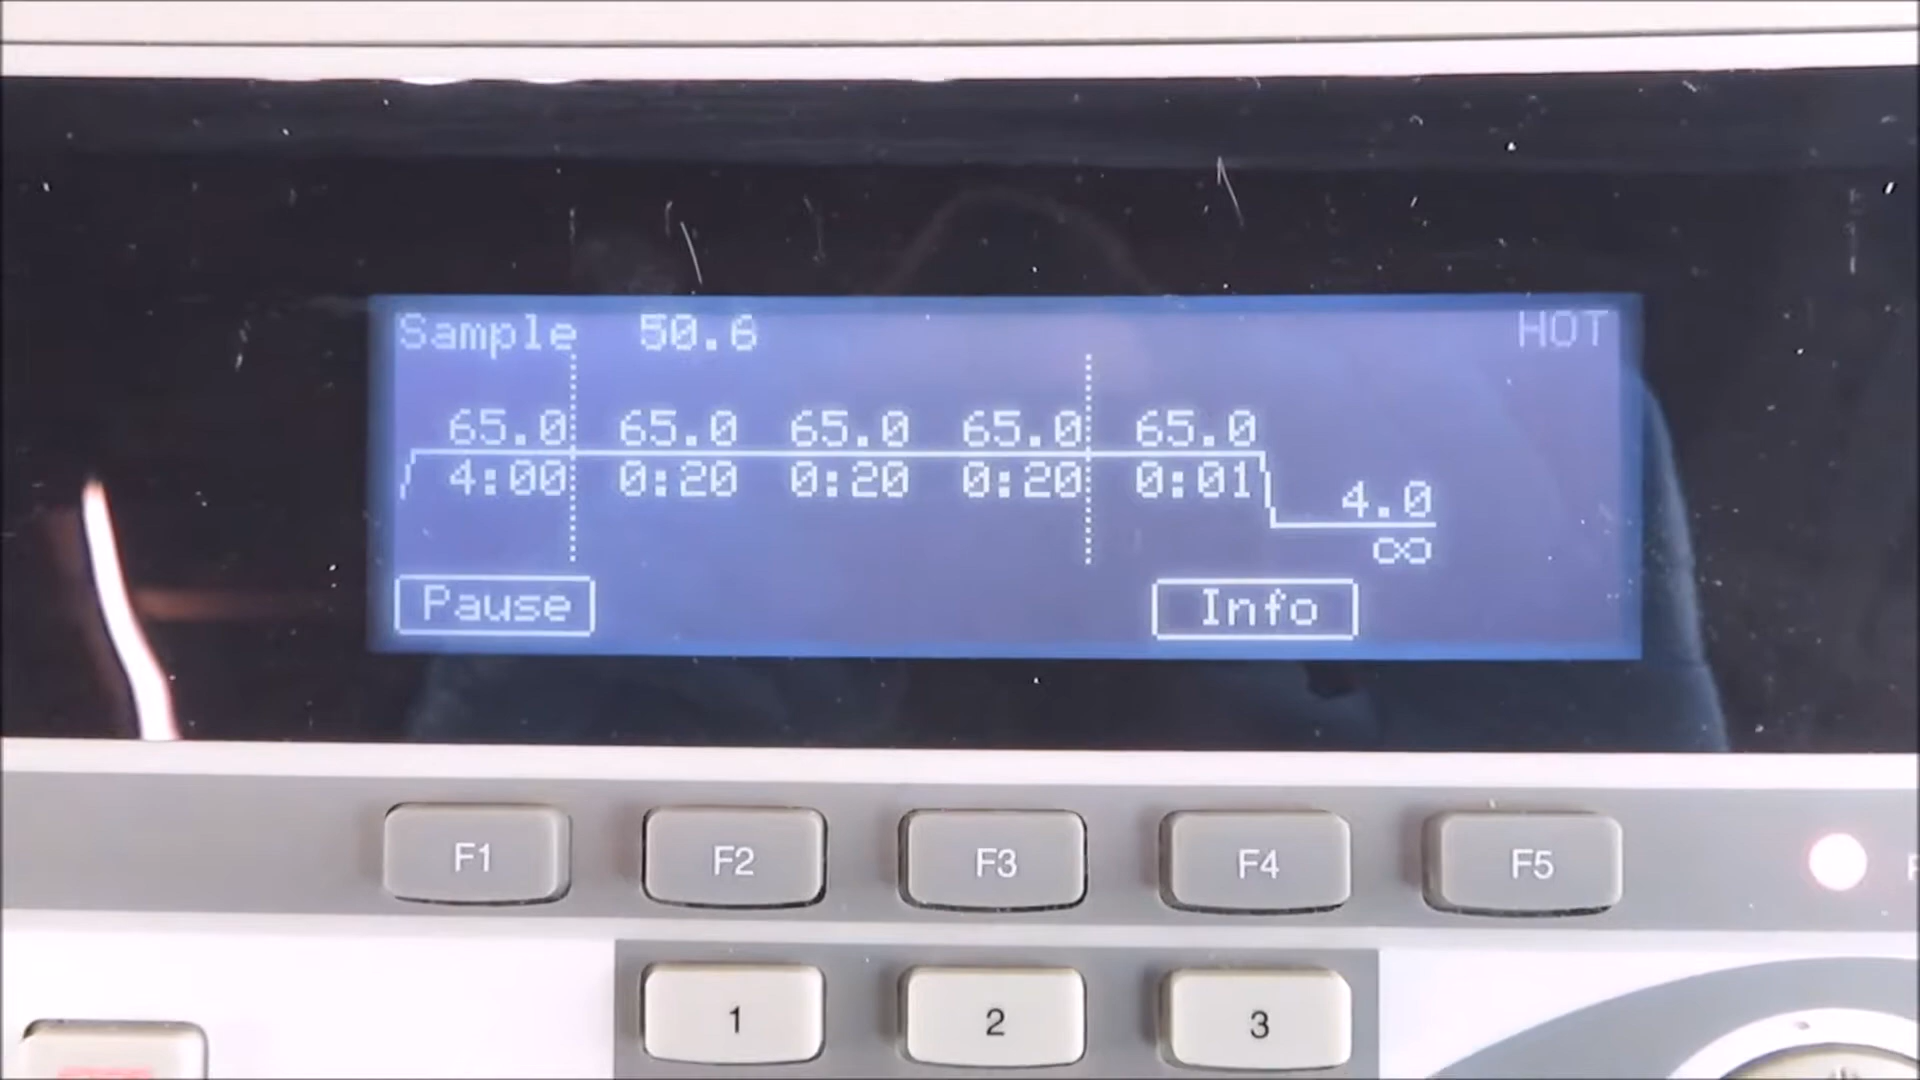 Sample 50.6 HOT
65.0 65.0 65.0 65.0 65.0
4:00 0:20 0:20 0:20 0:01
4.0
∞
Pause Info
F1 F2 F3 F4 F5
1 2 3